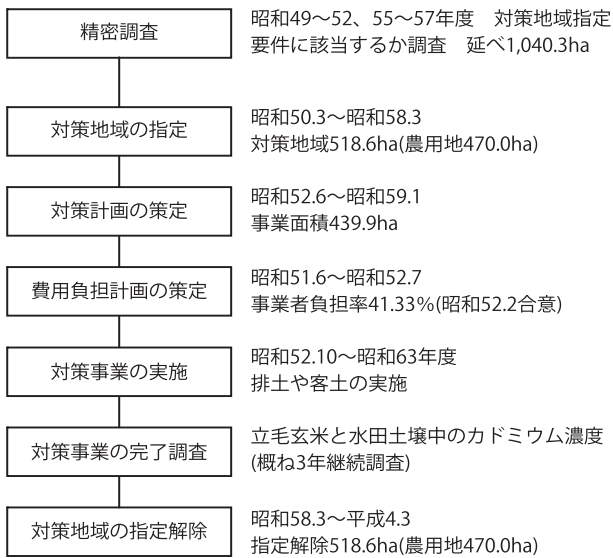 精密調査
昭和49～52、55～57年度　対策地域指定
要件に該当するか調査　延べ1,040.3ha
対策地域の指定
昭和50.3～昭和58.3
対策地域518.6ha(農用地470.0ha)
対策計画の策定
昭和52.6～昭和59.1
事業面積439.9ha
費用負担計画の策定
昭和51.6～昭和52.7
事業者負担率41.33％(昭和52.2合意)
対策事業の実施
昭和52.10～昭和63年度
排土や客土の実施
対策事業の完了調査
立毛玄米と水田土壌中のカドミウム濃度
(概ね3年継続調査)
対策地域の指定解除
昭和58.3～平成4.3
指定解除518.6ha(農用地470.0ha)